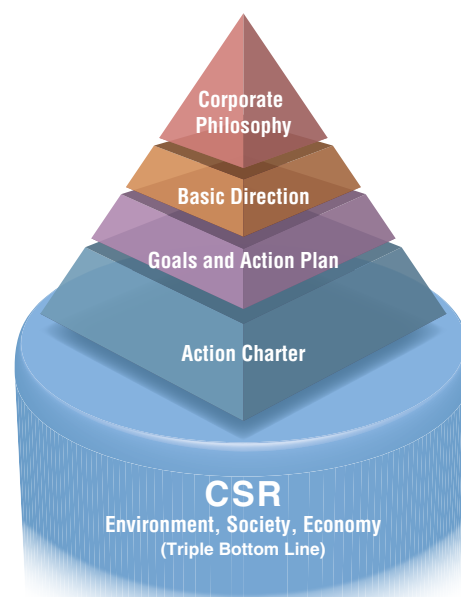 Corporate
Philosophy
Basic Direction
Goals and Action Plan
Action Charter
CSR
Environment, Society, Economy
(Triple Bottom Line)